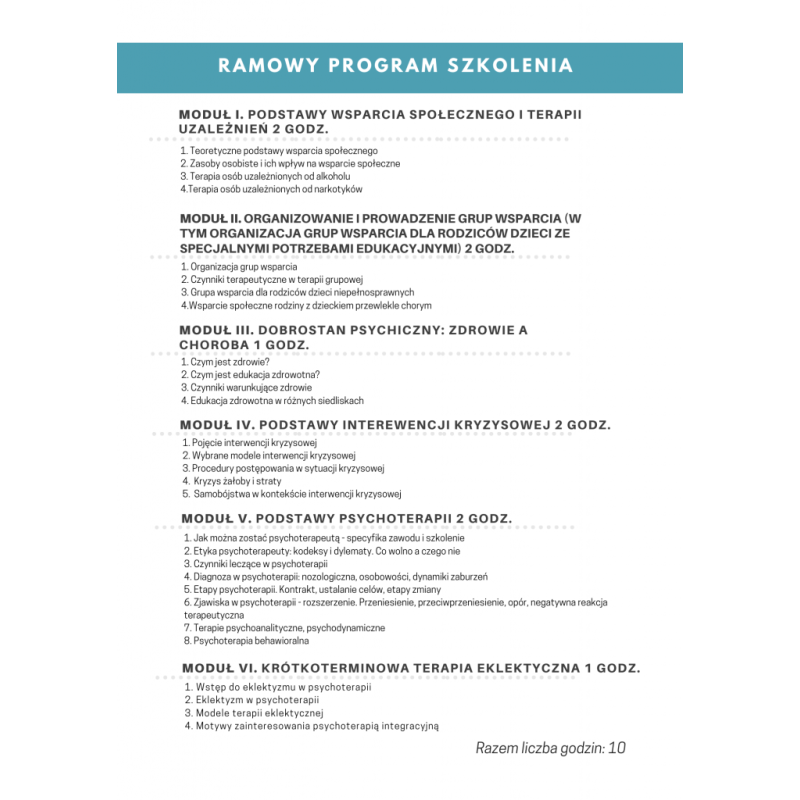 RAMOWY PROGRAM SZKOLENIA
MODUŁ I. PODSTAWY WSPARCIA SPOŁECZNEGO I TERAPII
UZALEŻNIEŃ 2 GODZ.
1. Teoretyczne podstawy wsparcia społecznego
2. Zasoby osobiste i ich wpływ na wsparcie społeczne
3. Terapia osób uzależnionych od alkoholu
4.Terapia osób uzależnionych od narkotyków
MODUŁ II. ORGANIZOWANIE I PROWADZENIE GRUP WSPARCIA (W
TYM ORGANIZACJA GRUP WSPARCIA DLA RODZICÓW DZIECI ZE
SPECJALNYMI POTRZEBAMI EDUKACYJNYMI) 2 GODZ.
1. Organizacja grup wsparcia
2. Czynniki terapeutyczne w terapii grupowej
3. Grupa wsparcia dla rodziców dzieci niepełnosprawnych
4.Wsparcie społeczne rodziny z dzieckiem przewlekle chorym
MODUŁ III. DOBROSTAN PSYCHICZNY: ZDROWIE A
CHOROBA 1 GODZ.
1. Czym jest zdrowie?
2. Czym jest edukacja zdrowotna?
3. Czynniki warunkujące zdrowie
4. Edukacja zdrowotna w różnych siedliskach
MODUŁ IV. PODSTAWY INTEREWENCJI KRYZYSOWEJ 2 GODZ.
1. Pojęcie interwencji kryzysowej
2. Wybrane modele interwencji kryzysowej
3. Procedury postępowania w sytuacji kryzysowej
4. Kryzys żałoby i straty
5. Samobójstwa w kontekście interwencji kryzysowej
MODUŁ V. PODSTAWY PSYCHOTERAPII 2 GODZ.
1. Jak można zostać psychoterapeutą - specyfika zawodu i szkolenie
2. Etyka psychoterapeuty: kodeksy i dylematy. Co wolno a czego nie
3. Czynniki leczące w psychoterapii
4. Diagnoza w psychoterapii: nozologiczna, osobowości, dynamiki zaburzeń
5. Etapy psychoterapii. Kontrakt, ustalanie celów, etapy zmiany
6. Zjawiska w psychoterapii - rozszerzenie. Przeniesienie, przeciwprzeniesienie, opór, negatywna reakcja
terapeutyczna
7. Terapie psychoanalityczne, psychodynamiczne
8. Psychoterapia behawioralna
MODUŁ VI. KRÓTKOTERMINOWA TERAPIA EKLEKTYCZNA 1 GODZ.
1. Wstęp do eklektyzmu w psychoterapii
2. Eklektyzm w psychoterapii
3. Modele terapii eklektycznej
4. Motywy zainteresowania psychoterapią integracyjną
Razem liczba godzin: 10